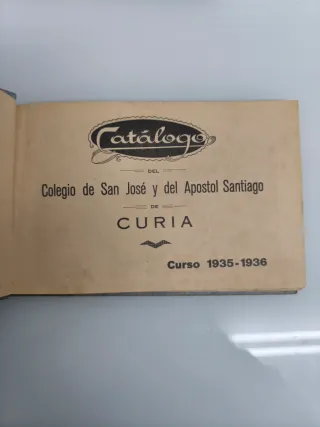 Catálogo
DEL
Colegio de San José y del Apostol Santiago
DE
CURIA
Curso 1935-1936